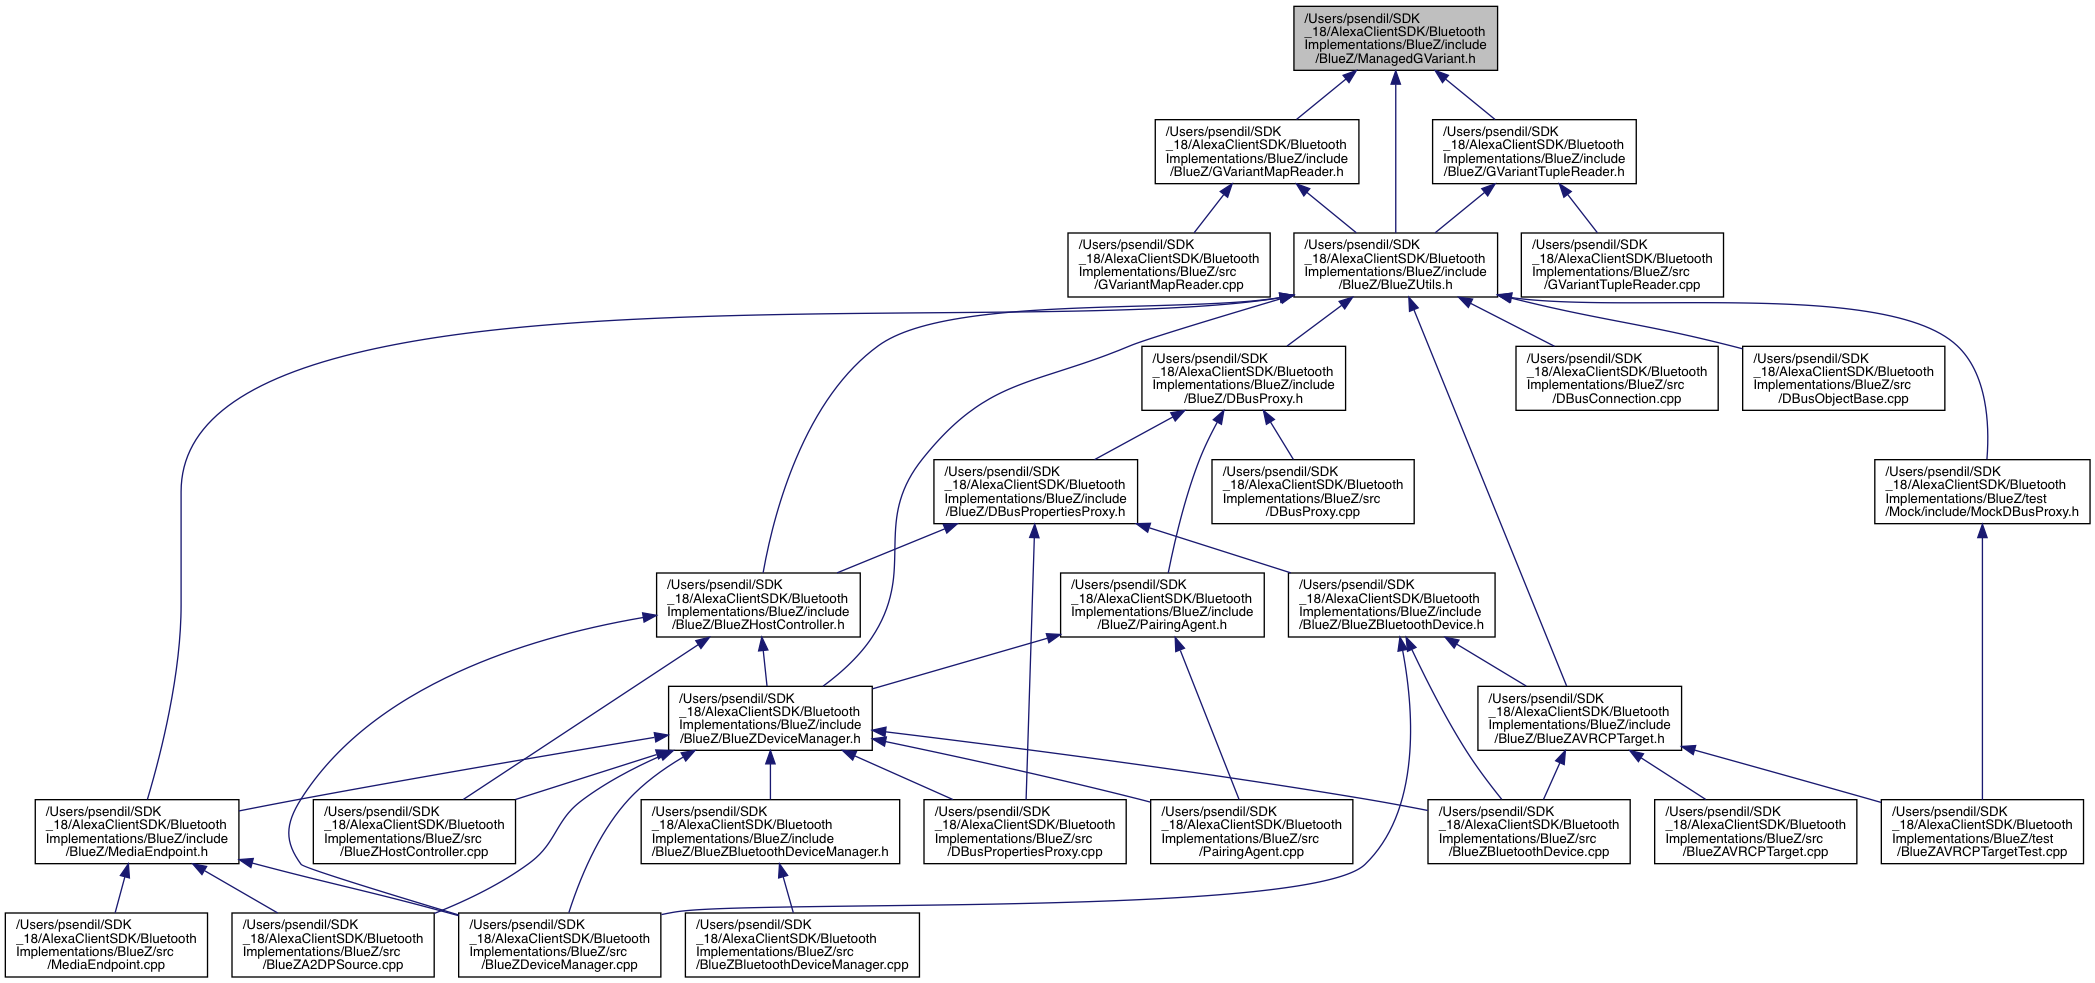 /Users/psendil/SDK
_18/AlexaClientSDK/Bluetooth
Implementations/BlueZ/include
/BlueZ/ManagedGVariant.h
/Users/psendil/SDK
_18/AlexaClientSDK/Bluetooth
Implementations/BlueZ/include
/BlueZ/GVariantMapReader.h
/Users/psendil/SDK
_18/AlexaClientSDK/Bluetooth
Implementations/BlueZ/include
/BlueZ/GVariantTupleReader.h
/Users/psendil/SDK
_18/AlexaClientSDK/Bluetooth
Implementations/BlueZ/src
/GVariantMapReader.cpp
/Users/psendil/SDK
_18/AlexaClientSDK/Bluetooth
Implementations/BlueZ/include
/BlueZ/BlueZUtils.h
/Users/psendil/SDK
_18/AlexaClientSDK/Bluetooth
Implementations/BlueZ/src
/GVariantTupleReader.cpp
/Users/psendil/SDK
_18/AlexaClientSDK/Bluetooth
Implementations/BlueZ/include
/BlueZ/DBusProxy.h
/Users/psendil/SDK
_18/AlexaClientSDK/Bluetooth
Implementations/BlueZ/src
/DBusConnection.cpp
/Users/psendil/SDK
_18/AlexaClientSDK/Bluetooth
Implementations/BlueZ/src
/DBusObjectBase.cpp
/Users/psendil/SDK
_18/AlexaClientSDK/Bluetooth
Implementations/BlueZ/include
/BlueZ/DBusPropertiesProxy.h
/Users/psendil/SDK
_18/AlexaClientSDK/Bluetooth
Implementations/BlueZ/src
/DBusProxy.cpp
/Users/psendil/SDK
_18/AlexaClientSDK/Bluetooth
Implementations/BlueZ/test
/Mock/include/MockDBusProxy.h
/Users/psendil/SDK
_18/AlexaClientSDK/Bluetooth
Implementations/BlueZ/include
/BlueZ/BlueZHostController.h
/Users/psendil/SDK
_18/AlexaClientSDK/Bluetooth
Implementations/BlueZ/include
/BlueZ/PairingAgent.h
/Users/psendil/SDK
_18/AlexaClientSDK/Bluetooth
Implementations/BlueZ/include
/BlueZ/BlueZBluetoothDevice.h
/Users/psendil/SDK
_18/AlexaClientSDK/Bluetooth
Implementations/BlueZ/include
/BlueZ/BlueZDeviceManager.h
/Users/psendil/SDK
_18/AlexaClientSDK/Bluetooth
Implementations/BlueZ/include
/BlueZ/BlueZAVRCPTarget.h
/Users/psendil/SDK
_18/AlexaClientSDK/Bluetooth
Implementations/BlueZ/include
/BlueZ/MediaEndpoint.h
/Users/psendil/SDK
_18/AlexaClientSDK/Bluetooth
Implementations/BlueZ/src
/BlueZHostController.cpp
/Users/psendil/SDK
_18/AlexaClientSDK/Bluetooth
Implementations/BlueZ/include
/BlueZ/BlueZBluetoothDeviceManager.h
/Users/psendil/SDK
_18/AlexaClientSDK/Bluetooth
Implementations/BlueZ/src
/DBusPropertiesProxy.cpp
/Users/psendil/SDK
_18/AlexaClientSDK/Bluetooth
Implementations/BlueZ/src
/PairingAgent.cpp
/Users/psendil/SDK
_18/AlexaClientSDK/Bluetooth
Implementations/BlueZ/src
/BlueZBluetoothDevice.cpp
/Users/psendil/SDK
_18/AlexaClientSDK/Bluetooth
Implementations/BlueZ/src
/BlueZAVRCPTarget.cpp
/Users/psendil/SDK
_18/AlexaClientSDK/Bluetooth
Implementations/BlueZ/test
/BlueZAVRCPTargetTest.cpp
/Users/psendil/SDK
_18/AlexaClientSDK/Bluetooth
Implementations/BlueZ/src
/MediaEndpoint.cpp
/Users/psendil/SDK
_18/AlexaClientSDK/Bluetooth
Implementations/BlueZ/src
/BlueZA2DPSource.cpp
/Users/psendil/SDK
_18/AlexaClientSDK/Bluetooth
Implementations/BlueZ/src
/BlueZDeviceManager.cpp
/Users/psendil/SDK
_18/AlexaClientSDK/Bluetooth
Implementations/BlueZ/src
/BlueZBluetoothDeviceManager.cpp